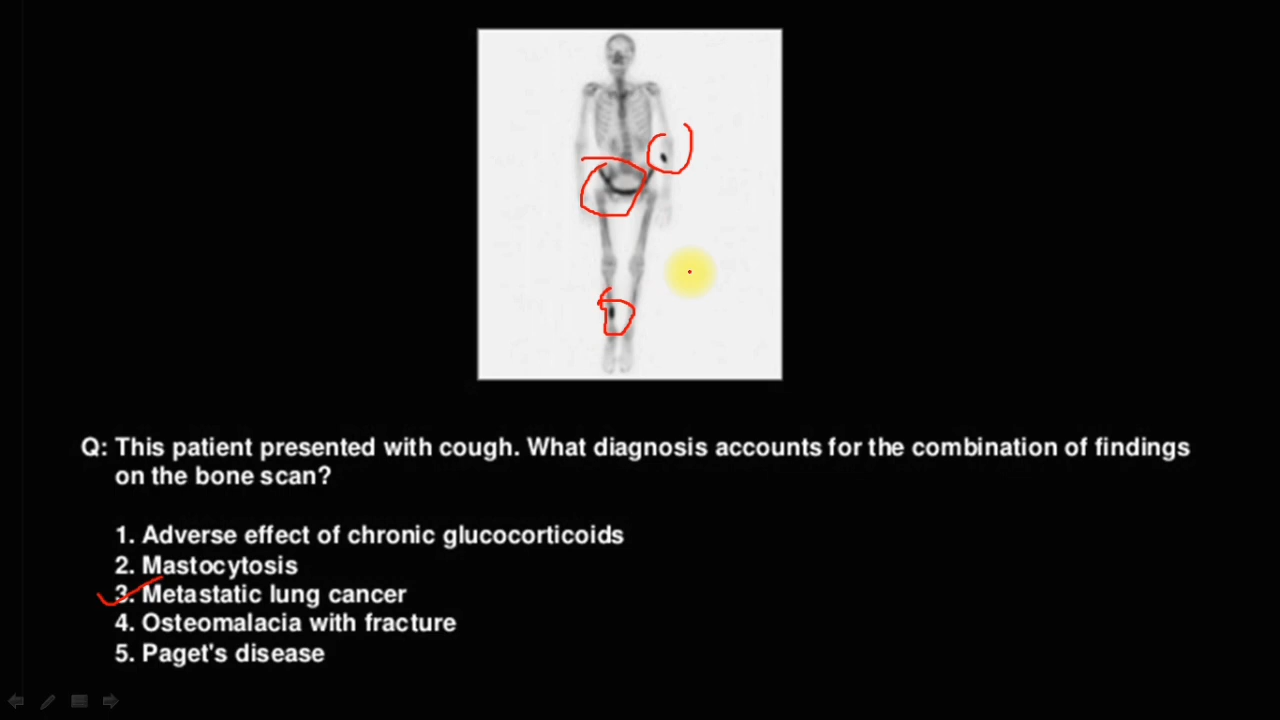 Q: This patient presented with cough. What diagnosis accounts for the combination of findings
on the bone scan?
1. Adverse effect of chronic glucocorticoids
2. Mastocytosis
3. Metastatic lung cancer
4. Osteomalacia with fracture
5. Paget's disease